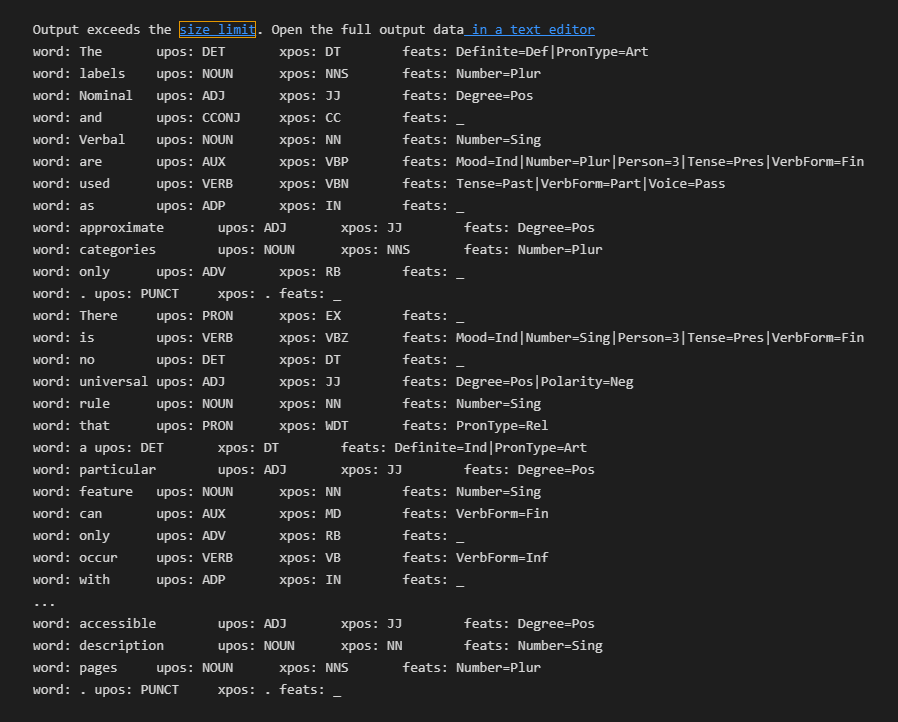 Output exceeds the size limit. Open the full output data in a text editor
word: The	upos: DET	xpos: DT	feats: Definite=Def|PronType=Art
word: labels	upos: NOUN	xpos: NNS	feats: Number=Plur
word: Nominal	upos: ADJ	xpos: JJ	feats: Degree=Pos
word: and	upos: CCONJ	xpos: CC	feats: _
word: Verbal	upos: NOUN	xpos: NN	feats: Number=Sing
word: are	upos: AUX	xpos: VBP	feats: Mood=Ind|Number=Plur|Person=3|Tense=Pres|VerbForm=Fin
word: used	upos: VERB	xpos: VBN	feats: Tense=Past|VerbForm=Part|Voice=Pass
word: as	upos: ADP	xpos: IN	feats: _
word: approximate	upos: ADJ	xpos: JJ	feats: Degree=Pos
word: categories	upos: NOUN	xpos: NNS	feats: Number=Plur
word: only	upos: ADV	xpos: RB	feats: _
word: . upos: PUNCT	xpos: . feats: _
word: There	upos: PRON	xpos: EX	feats: _
word: is	upos: VERB	xpos: VBZ	feats: Mood=Ind|Number=Sing|Person=3|Tense=Pres|VerbForm=Fin
word: no	upos: DET	xpos: DT	feats: _
word: universal	upos: ADJ	xpos: JJ	feats: Degree=Pos|Polarity=Neg
word: rule	upos: NOUN	xpos: NN	feats: Number=Sing
word: that	upos: PRON	xpos: WDT	feats: PronType=Rel
word: a upos: DET	xpos: DT	feats: Definite=Ind|PronType=Art
word: particular	upos: ADJ	xpos: JJ	feats: Degree=Pos
word: feature	upos: NOUN	xpos: NN	feats: Number=Sing
word: can	upos: AUX	xpos: MD	feats: VerbForm=Fin
word: only	upos: ADV	xpos: RB	feats: _
word: occur	upos: VERB	xpos: VB	feats: VerbForm=Inf
word: with	upos: ADP	xpos: IN	feats: _
...
word: accessible	upos: ADJ	xpos: JJ	feats: Degree=Pos
word: description	upos: NOUN	xpos: NN	feats: Number=Sing
word: pages	upos: NOUN	xpos: NNS	feats: Number=Plur
word: . upos: PUNCT	xpos: . feats: _